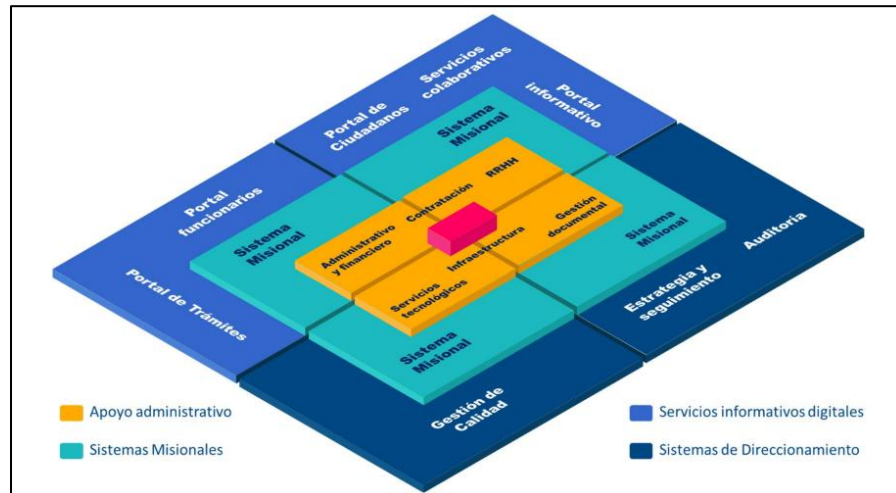 Servicios
colaborativos
Portal de
Ciudadanos
Portal
informativo
Sistema
Misional
Portal
funcionarios
Sistema
Misional
Contratación
RRHH
Administrativo
y financiero
Gestión
documental
Infraestructura
Servicios
tecnológicos
Sistema
Misional
Auditoria
Estrategia y
seguimiento
Portal de Trámites
Sistema
Misional
Gestión de
Calidad
Apoyo administrativo
Sistemas Misionales
Servicios informativos digitales
Sistemas de Direccionamiento